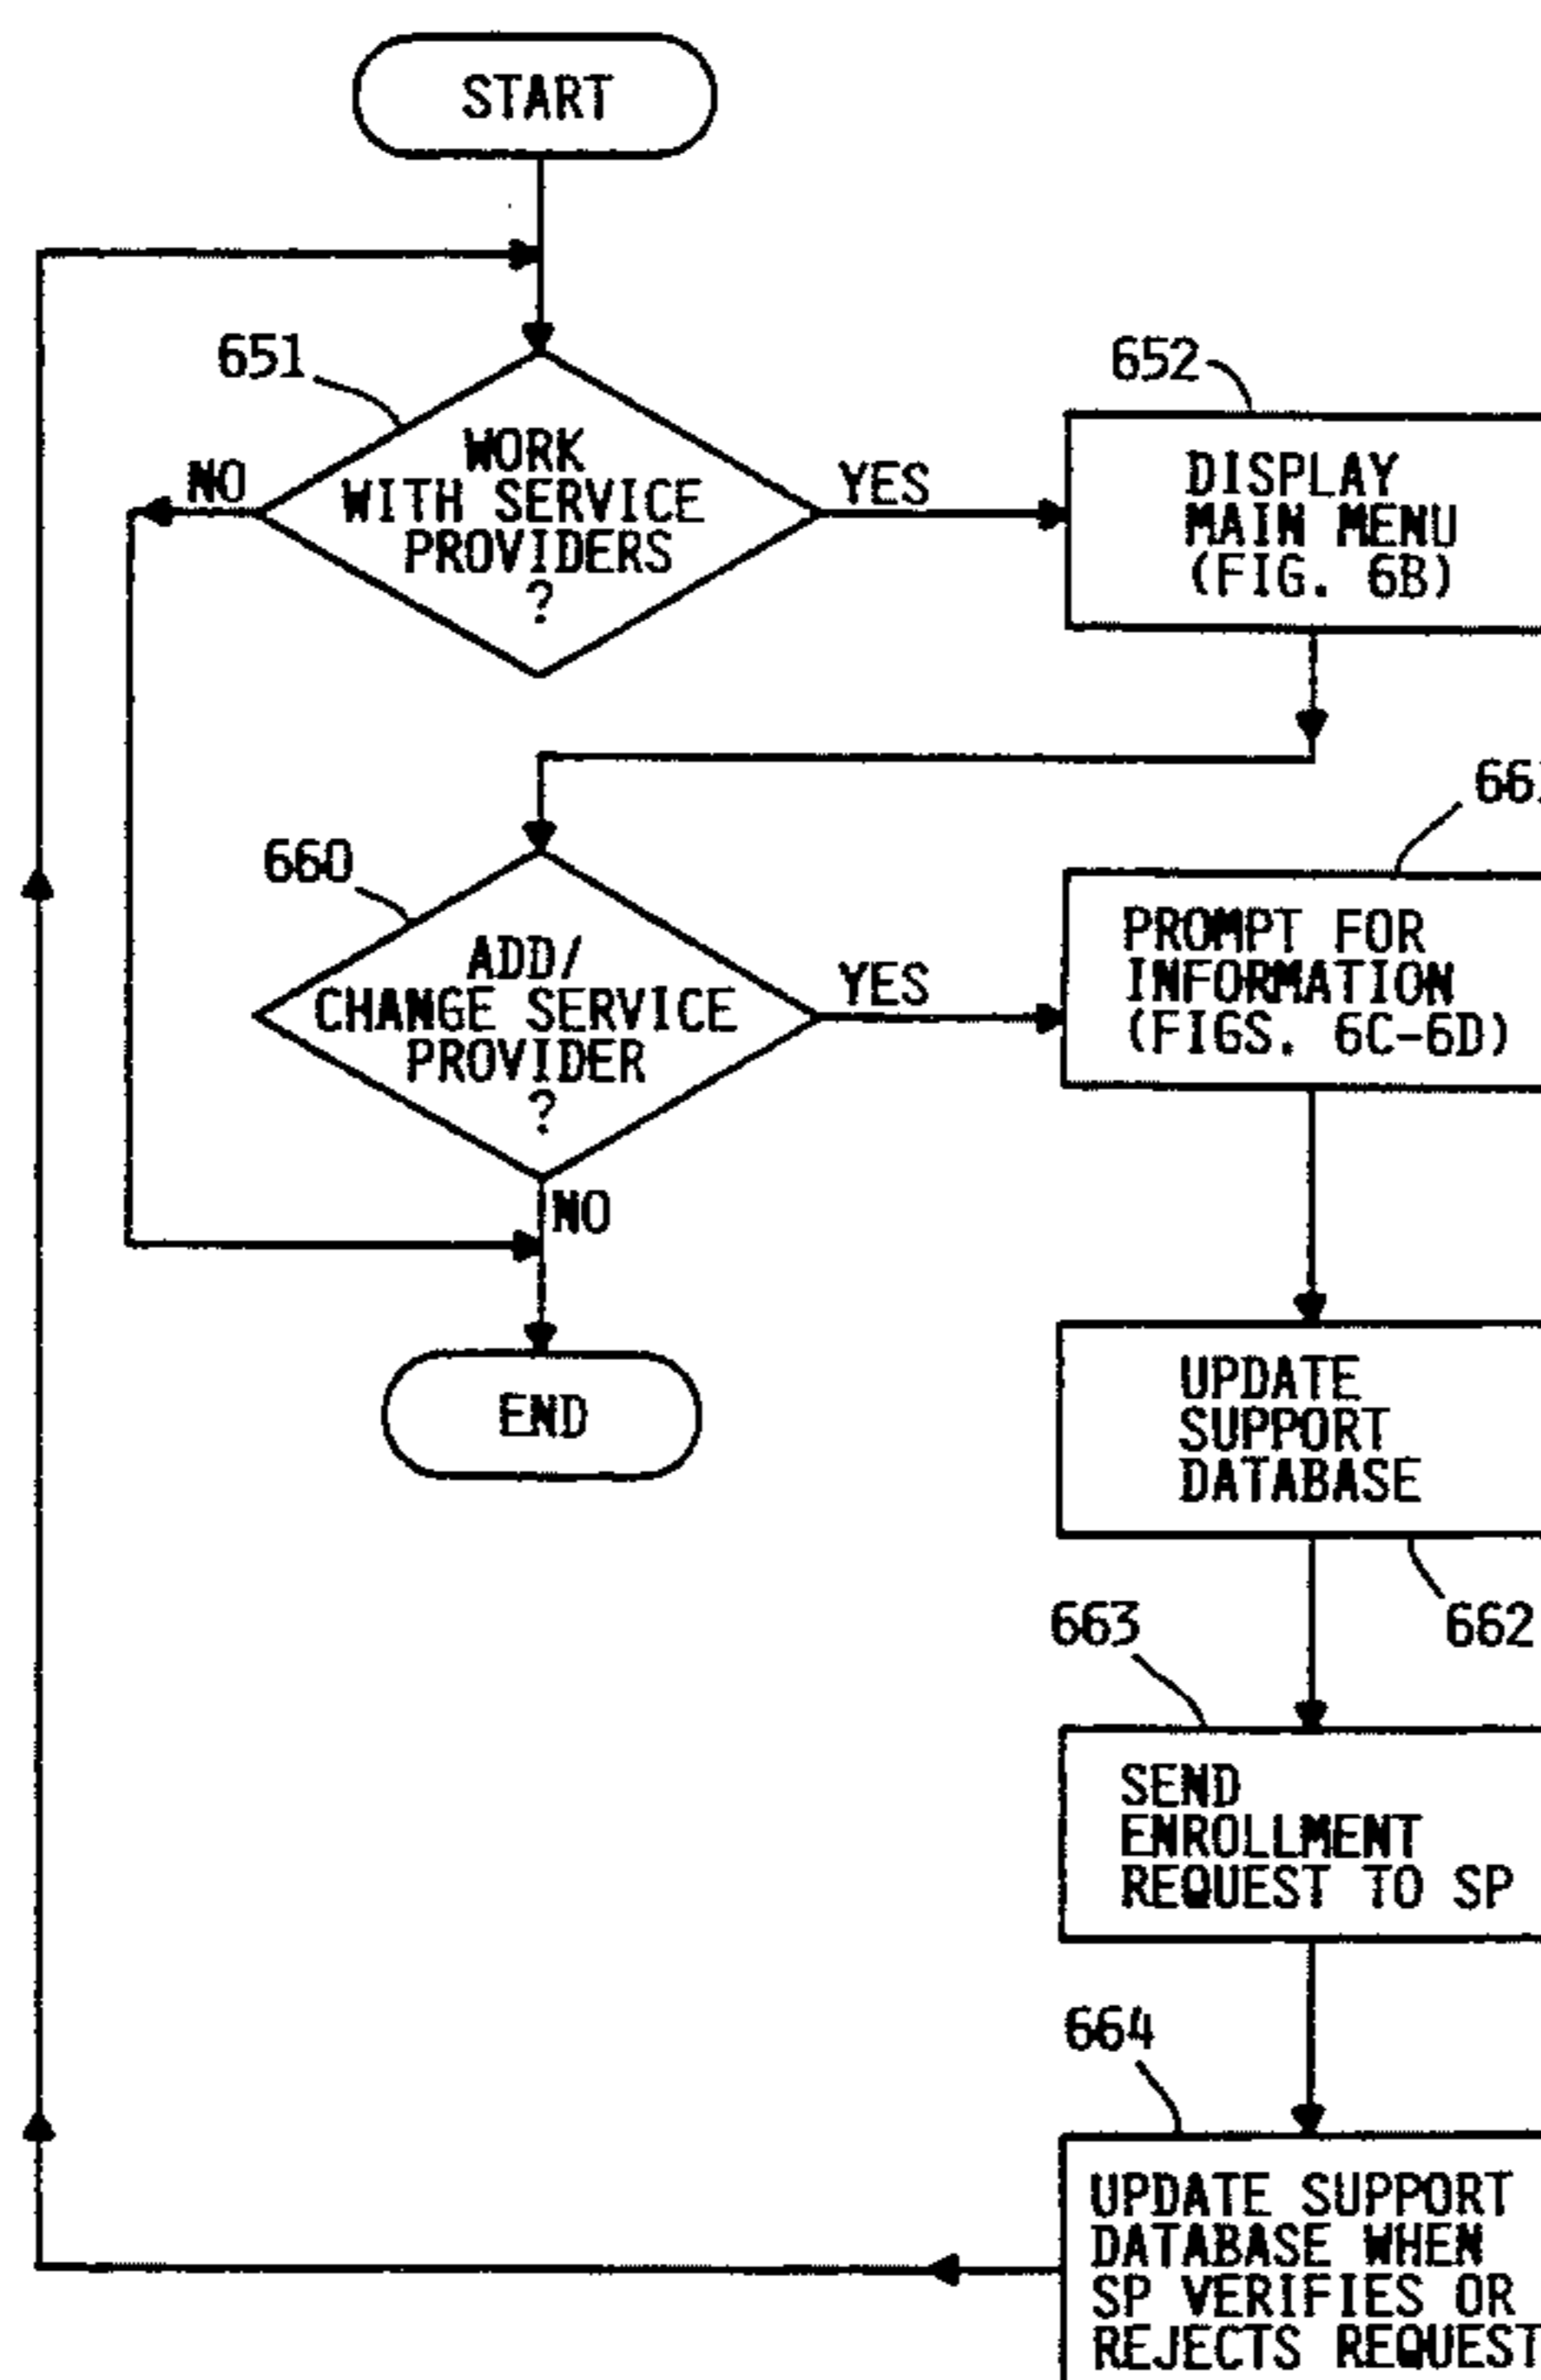 START
651
WORK
WITH SERVICE
PROVIDERS
?
NO
YES
652
DISPLAY
MAIN MENU
(FIG. 6B)
660
ADD/
CHANGE SERVICE
PROVIDER
?
YES
NO
PROMPT FOR
INFORMATION
(FIGS. 6C-6D)
END
UPDATE
SUPPORT
DATABASE
662
663
SEND
ENROLLMENT
REQUEST TO SP
664
UPDATE SUPPORT
DATABASE WHEN
SP VERIFIES OR
REJECTS REQUEST